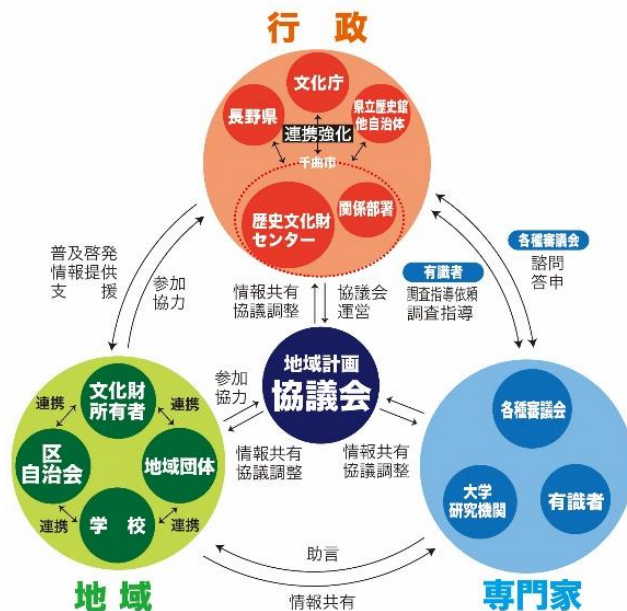 行政
文化庁
長野県
県立歴史館
他自治体
連携強化
千曲市
歴史文化財
センター
関係部署
普及啓発
情報提供
支　援
参加
協力
情報共有
協議調整
協議会
運営
有識者
調査指導依頼
調査指導
各種審議会
諮問
答申
地域計画
協議会
参加
協力
情報共有
協議調整
情報共有
協議調整
文化財
所有者
連携
連携
区
自治会
地域団体
連携
連携
学　校
各種審議会
大学
研究機関
有識者
助言
情報共有
地域
専門家